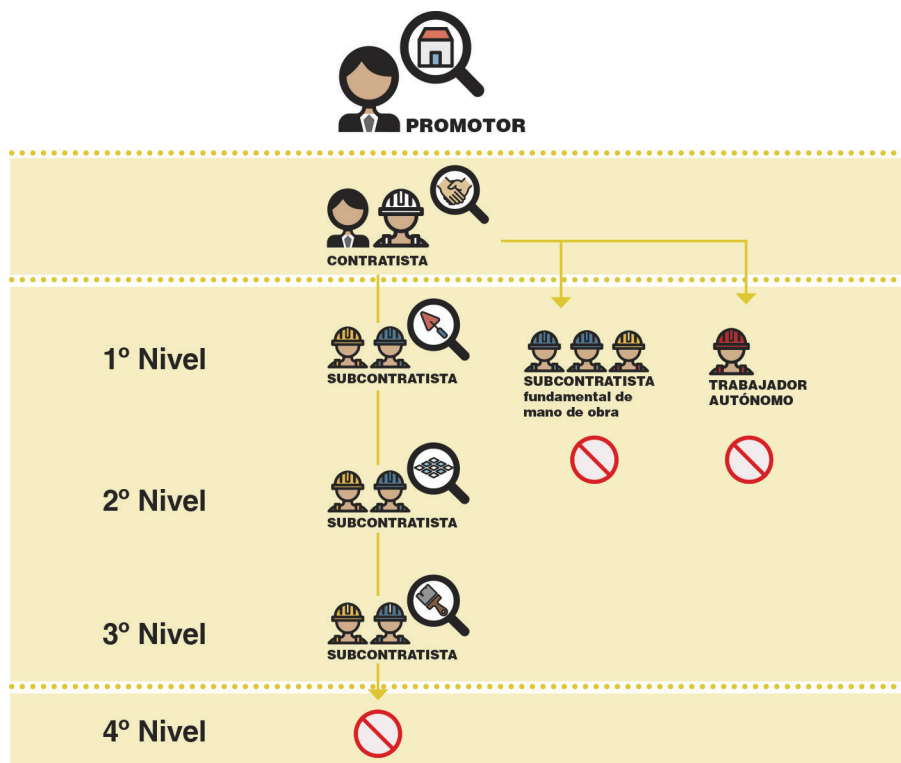 PROMOTOR
CONTRATISTA
1º Nivel
SUBCONTRATISTA
SUBCONTRATISTA
fundamental de
mano de obra
TRABAJADOR
AUTÓNOMO
2º Nivel
SUBCONTRATISTA
3º Nivel
SUBCONTRATISTA
4º Nivel